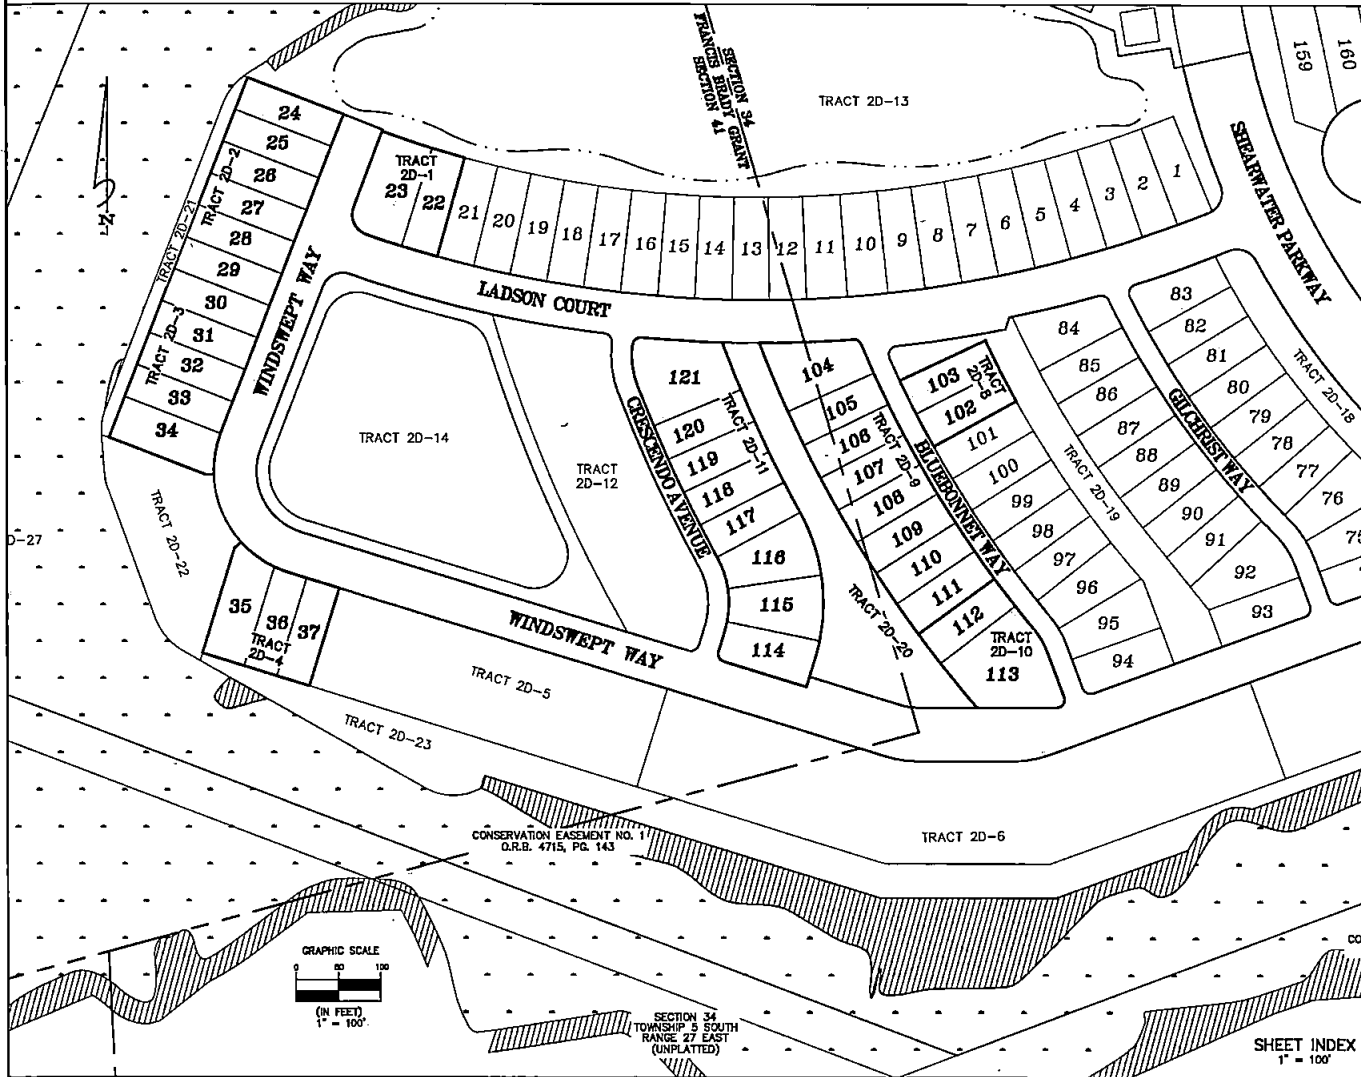 SECTION 34
FRANCIS BRADY GRANT
SECTION 41
TRACT 2D-13
159
160
SHEARWATER PARKWAY
N
24
25
26
27
28
29
30
31
32
33
34
TRACT 2D-2
TRACT 2D-21
TRACT 2D-3
WINDSWEPT WAY
TRACT
2D-1
23
22
21
20
19
18
17
16
15
14
13
12
11
10
9
8
7
6
5
4
3
2
1
LADSON COURT
TRACT 2D-14
TRACT
2D-12
CRESCENDO AVENUE
121
120
119
118
117
116
115
114
TRACT 2D-11
104
105
106
107
108
109
110
111
112
113
TRACT 2D-9
TRACT
2D-10
TRACT 2D-20
BLUEBONNET WAY
103
102
TRACT
2D-8
101
100
99
98
97
96
95
94
TRACT 2D-19
84
85
86
87
88
89
90
91
92
93
GILCHRIST WAY
83
82
81
80
79
78
77
76
75
TRACT 2D-18
D-27
TRACT 2D-22
35
36
37
TRACT
2D-4
WINDSWEPT WAY
TRACT 2D-5
TRACT 2D-23
TRACT 2D-6
CONSERVATION EASEMENT NO. 1
O.R.B. 4715, PG. 143
GRAPHIC SCALE
0 50 100
(IN FEET)
1" = 100'
SECTION 34
TOWNSHIP 5 SOUTH
RANGE 27 EAST
(UNPLATTED)
CO
SHEET INDEX
1" = 100'